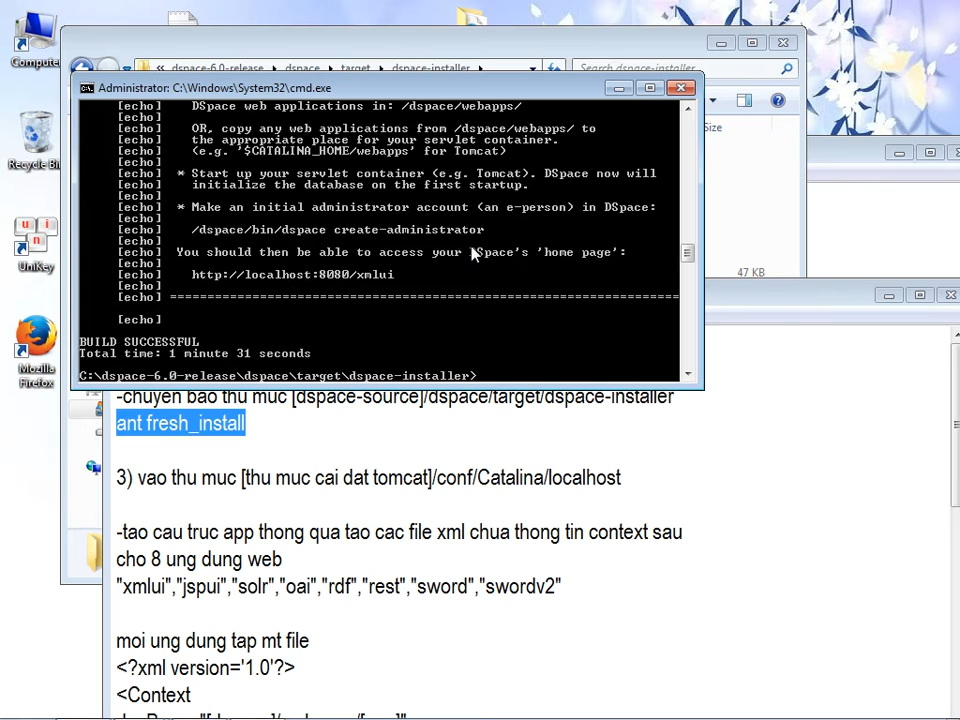 Computer
« dspace-6.0-release ▸ dspace ▸ target ▸ dspace-installer ▸
Search dspace-installer
Administrator: C:\Windows\System32\cmd.exe
[echo] DSpace web applications in: /dspace/webapps/
[echo]
[echo] OR, copy any web applications from /dspace/webapps/ to
[echo] the appropriate place for your servlet container.
[echo] (e.g. '$CATALINA_HOME/webapps' for Tomcat)
[echo]
[echo] * Start up your servlet container (e.g. Tomcat). DSpace now will
[echo] initialize the database on the first startup.
[echo]
[echo] * Make an initial administrator account (an e-person) in DSpace:
[echo]
[echo] /dspace/bin/dspace create-administrator
[echo]
[echo] You should then be able to access your DSpace's 'home page':
[echo]
[echo] http://localhost:8080/xmlui
[echo]
[echo] ====================================================================
[echo]
BUILD SUCCESSFUL
Total time: 1 minute 31 seconds
C:\dspace-6.0-release\dspace\target\dspace-installer>
Size
47 KB
Recycle Bin
UniKey
Mozilla
Firefox
-chuyen bao thu muc [dspace-source]/dspace/target/dspace-installer
ant fresh_install
3) vao thu muc [thu muc cai dat tomcat]/conf/Catalina/localhost
-tao cau truc app thong qua tao cac file xml chua thong tin context sau
cho 8 ung dung web
"xmlui","jspui","solr","oai","rdf","rest","sword","swordv2"
moi ung dung tap mt file
<?xml version='1.0'?>
<Context